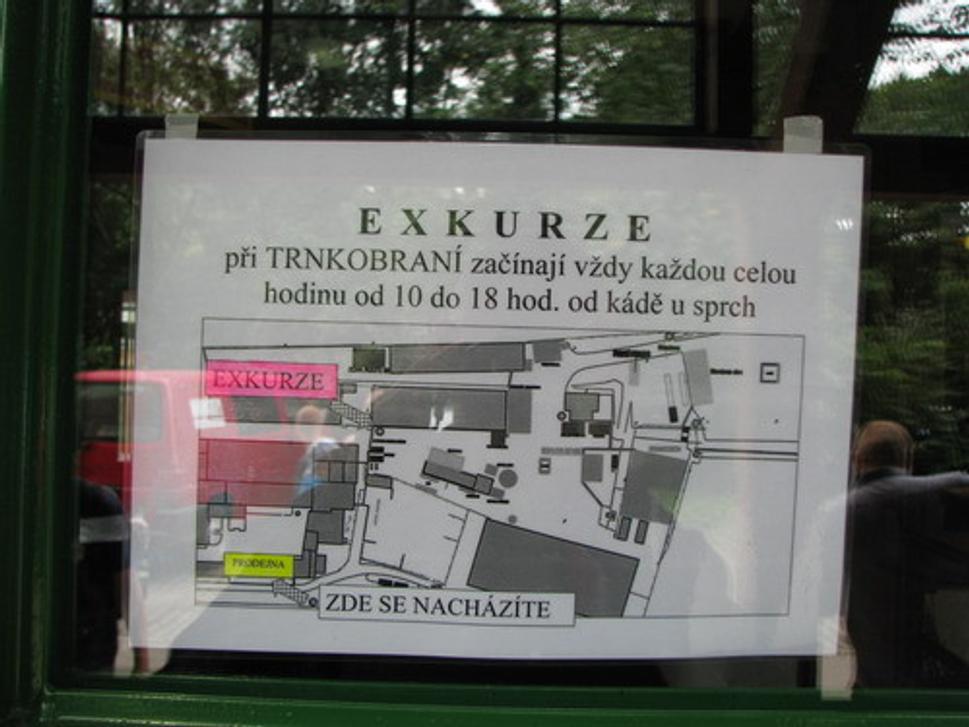 EXKURZE
při TRNKOBRANÍ začínají vždy každou celou
hodinu od 10 do 18 hod. od kádě u sprch
EXKURZE
PRODEJNA
ZDE SE NACHÁZÍTE